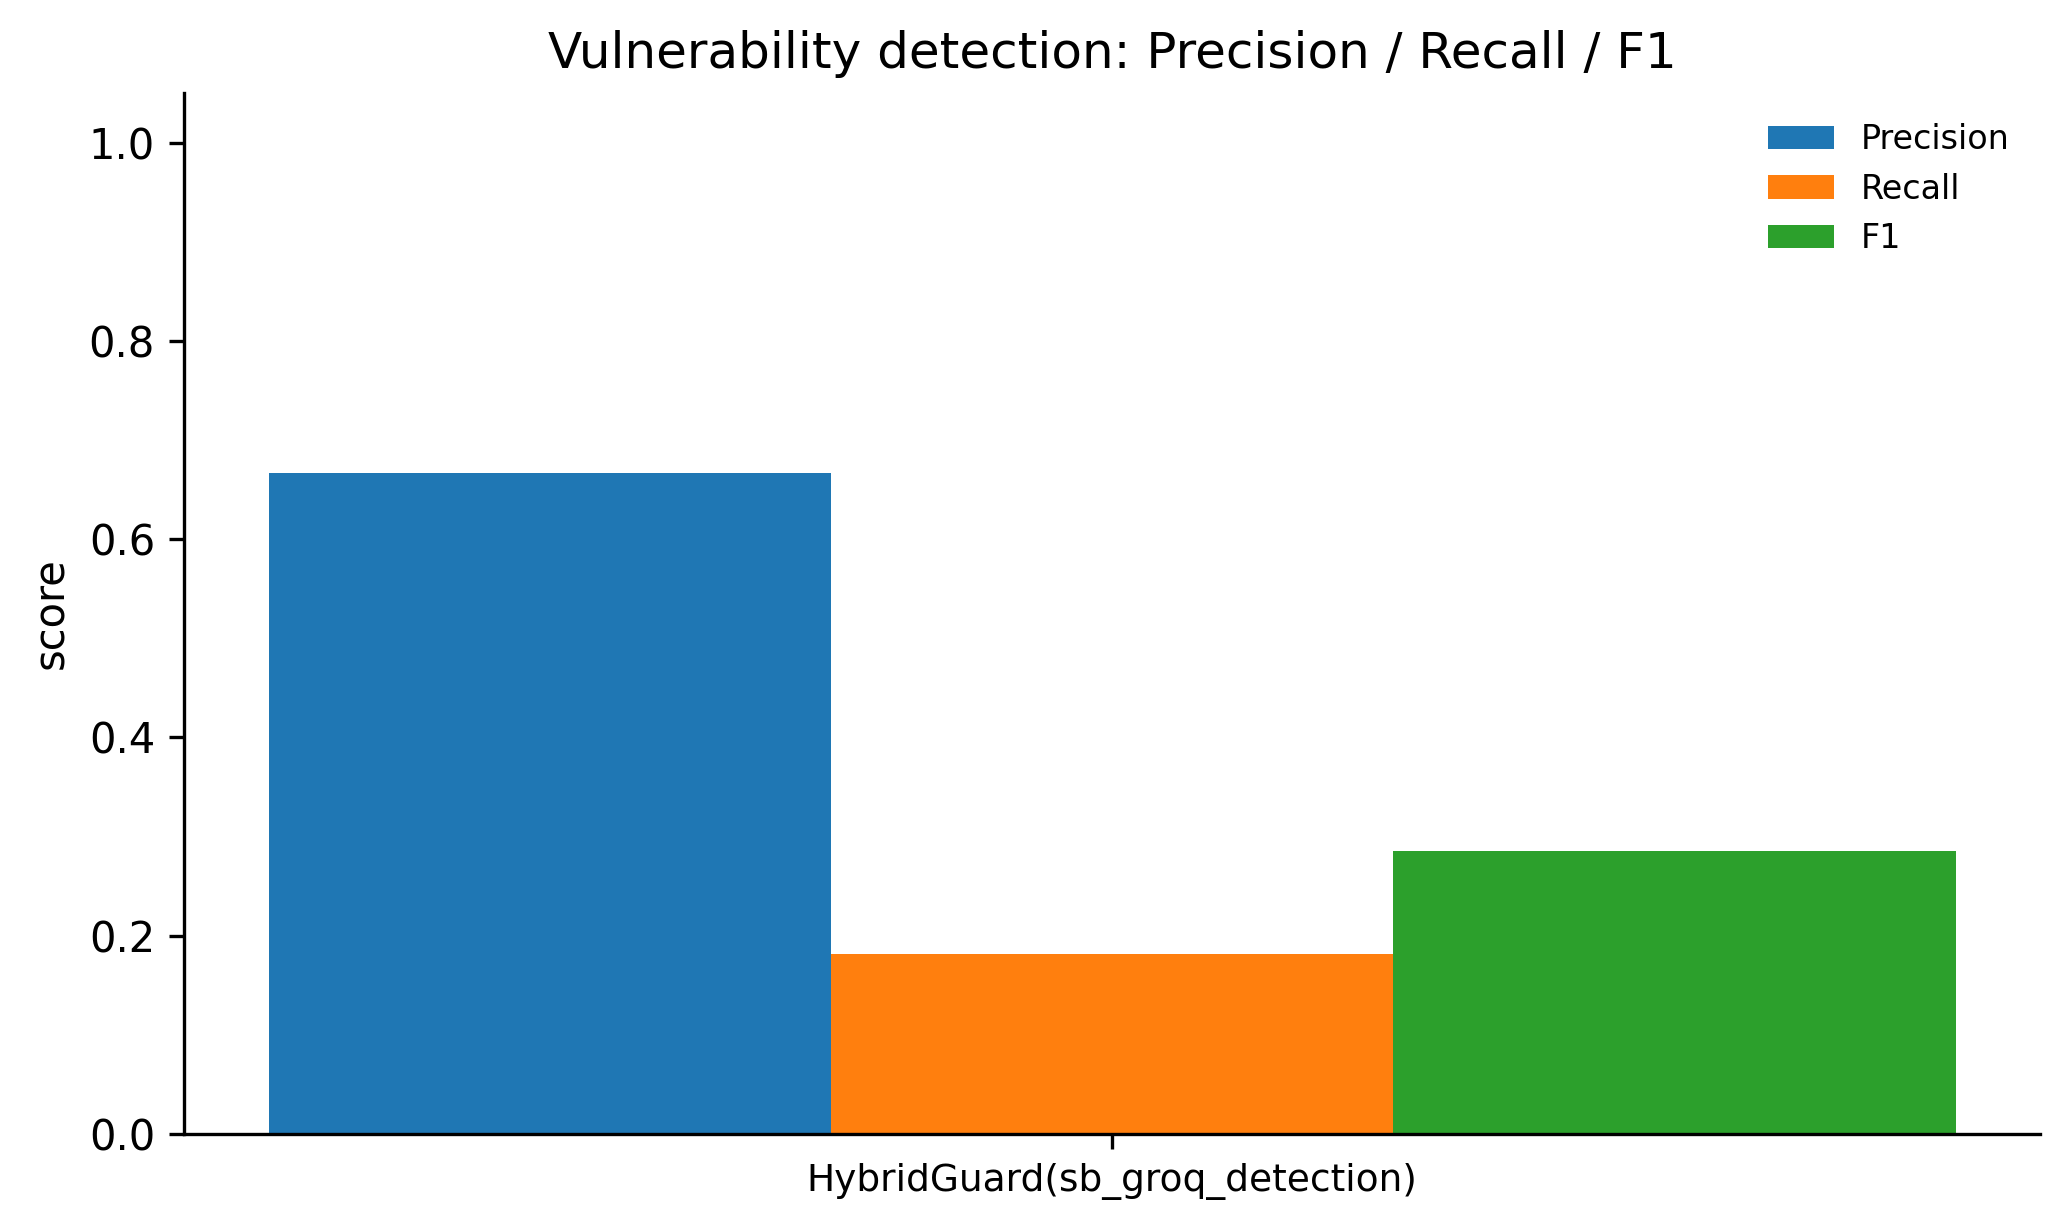 Vulnerability detection: Precision / Recall / F1
Precision
Recall
F1
1.0
0.8
0.6
0.4
0.2
0.0
score
HybridGuard(sb_groq_detection)